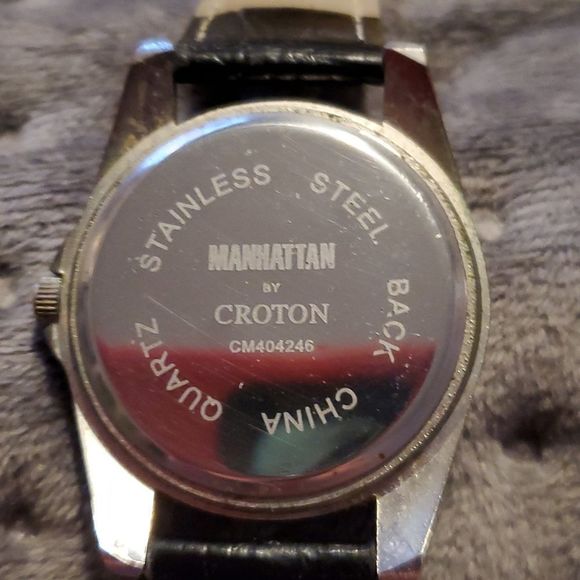 STAINLESS STEEL BACK CHINA QUARTZ
MANHATTAN
BY
CROTON
CM404246